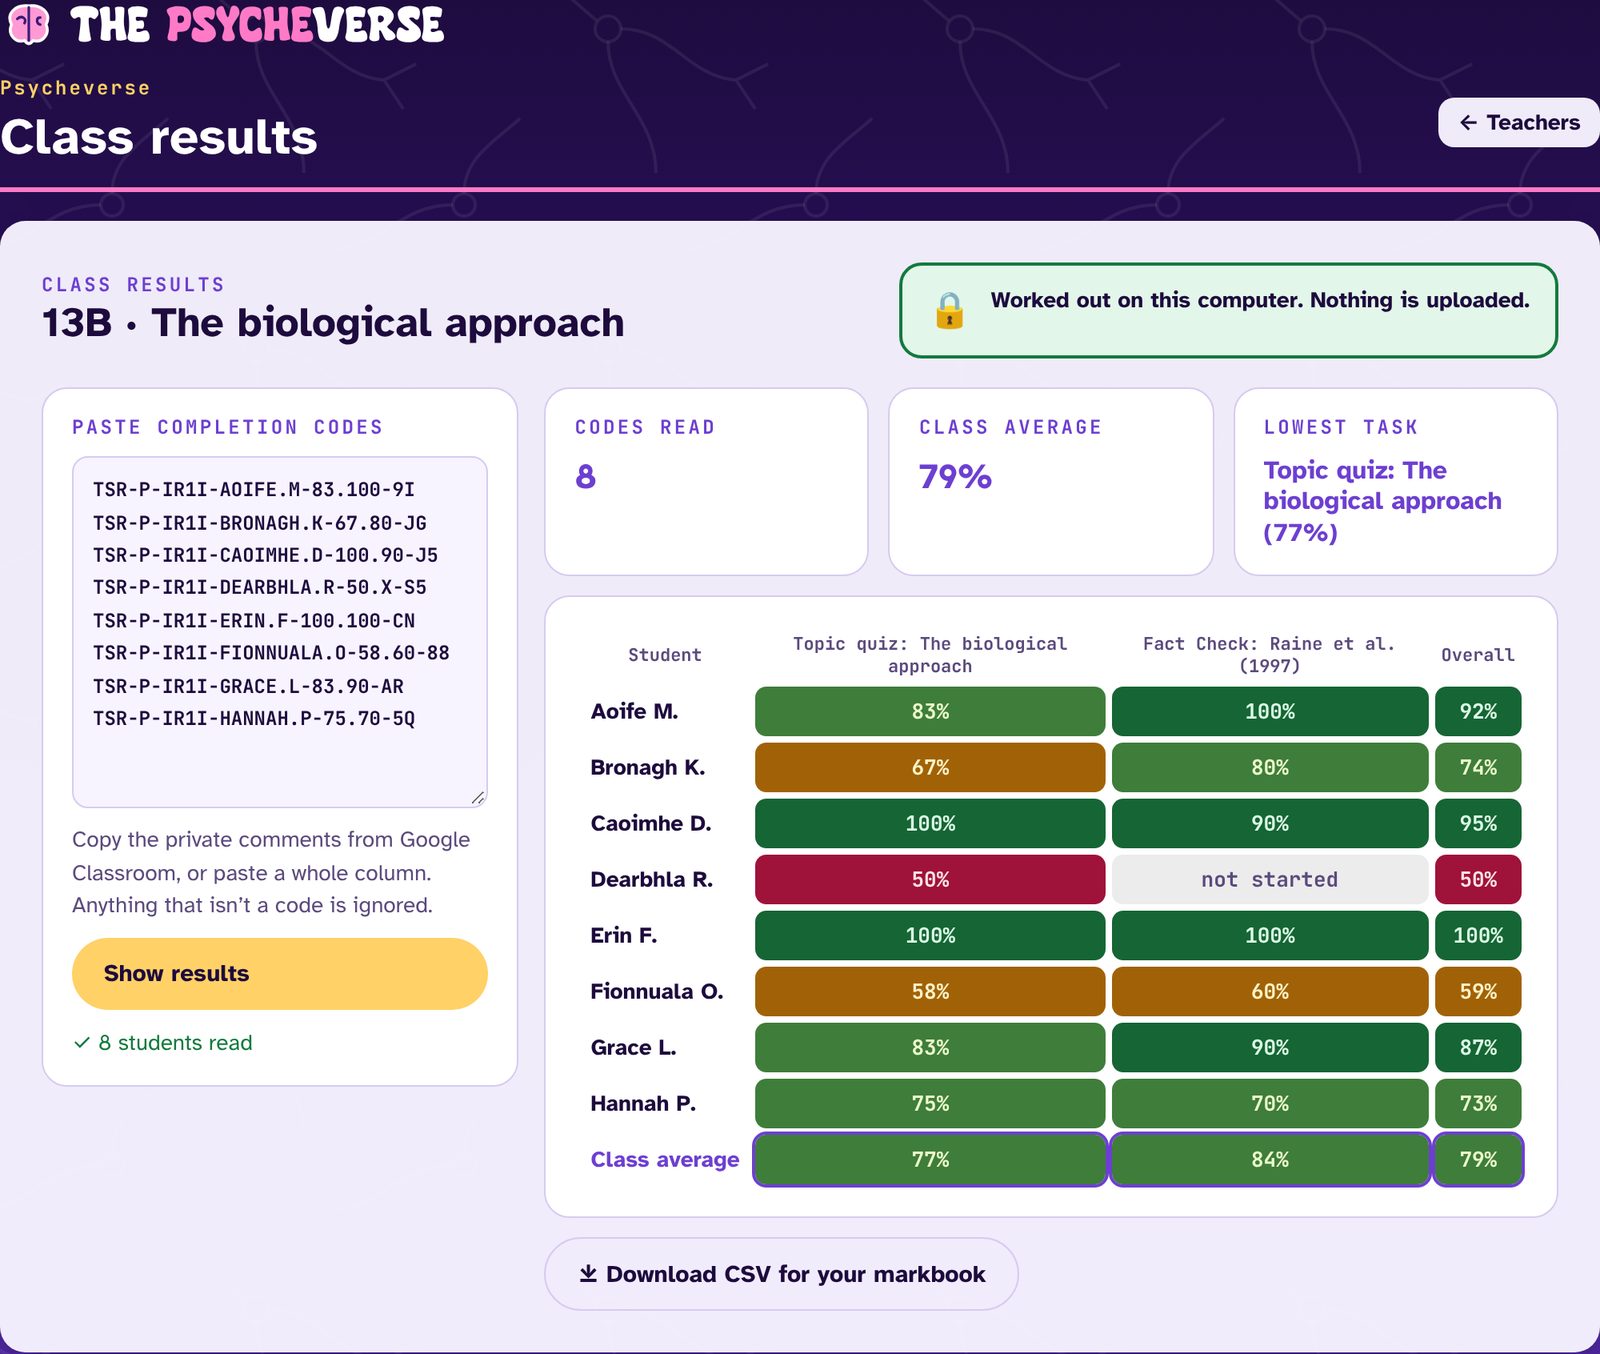 THE PSYCHEVERSE
Psycheverse
Class results
← Teachers
CLASS RESULTS
13B · The biological approach
Worked out on this computer. Nothing is uploaded.
PASTE COMPLETION CODES
TSR-P-IR1I-AOIFE.M-83.100-9I
TSR-P-IR1I-BRONAGH.K-67.80-JG
TSR-P-IR1I-CAOIMHE.D-100.90-J5
TSR-P-IR1I-DEARBHLA.R-50.X-S5
TSR-P-IR1I-ERIN.F-100.100-CN
TSR-P-IR1I-FIONNUALA.O-58.60-88
TSR-P-IR1I-GRACE.L-83.90-AR
TSR-P-IR1I-HANNAH.P-75.70-5Q
Copy the private comments from Google
Classroom, or paste a whole column.
Anything that isn’t a code is ignored.
Show results
✓ 8 students read
CODES READ
8
CLASS AVERAGE
79%
LOWEST TASK
Topic quiz: The
biological approach
(77%)
Student Topic quiz: The biological approach Fact Check: Raine et al. (1997) Overall
Aoife M. 83% 100% 92%
Bronagh K. 67% 80% 74%
Caoimhe D. 100% 90% 95%
Dearbhla R. 50% not started 50%
Erin F. 100% 100% 100%
Fionnuala O. 58% 60% 59%
Grace L. 83% 90% 87%
Hannah P. 75% 70% 73%
Class average 77% 84% 79%
Download CSV for your markbook